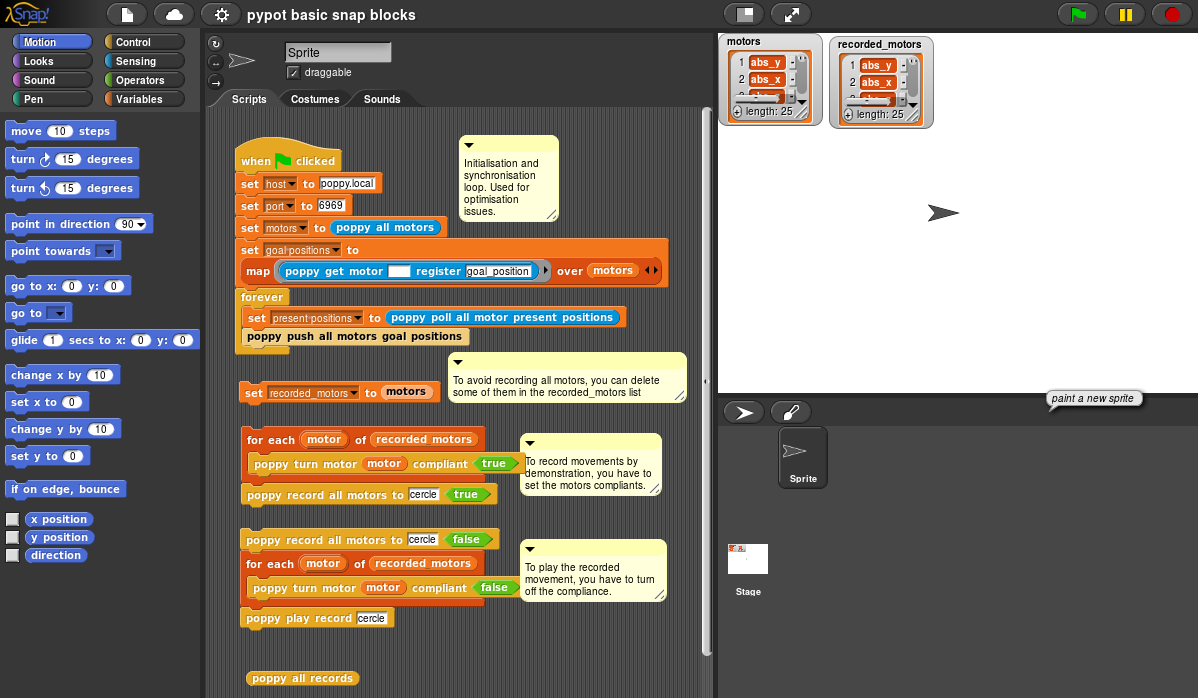 Snap!
pypot basic snap blocks
Motion
Control
Looks
Sensing
Sound
Operators
Pen
Variables
move 10 steps
turn 15 degrees
turn 15 degrees
point in direction 90
point towards
go to x: 0 y: 0
go to
glide 1 secs to x: 0 y: 0
change x by 10
set x to 0
change y by 10
set y to 0
if on edge, bounce
x position
y position
direction
Sprite
draggable
Scripts
Costumes
Sounds
when clicked
set host to poppy.local
set port to 6969
set motors to poppy all motors
set goal-positions to
map poppy get motor register goal_position over motors
forever
set present-positions to poppy poll all motor present positions
poppy push all motors goal positions
Initialisation and
synchronisation
loop. Used for
optimisation
issues.
set recorded_motors to motors
To avoid recording all motors, you can delete
some of them in the recorded_motors list
for each motor of recorded motors
poppy turn motor motor compliant true
poppy record all motors to cercle true
To record movements by
demonstration, you have to
set the motors compliants.
poppy record all motors to cercle false
for each motor of recorded motors
poppy turn motor motor compliant false
poppy play record cercle
To play the recorded
movement, you have to turn
off the compliance.
poppy all records
motors
1 abs_y
2 abs_x
length: 25
recorded_motors
1 abs_y
2 abs_x
length: 25
paint a new sprite
Sprite
Stage